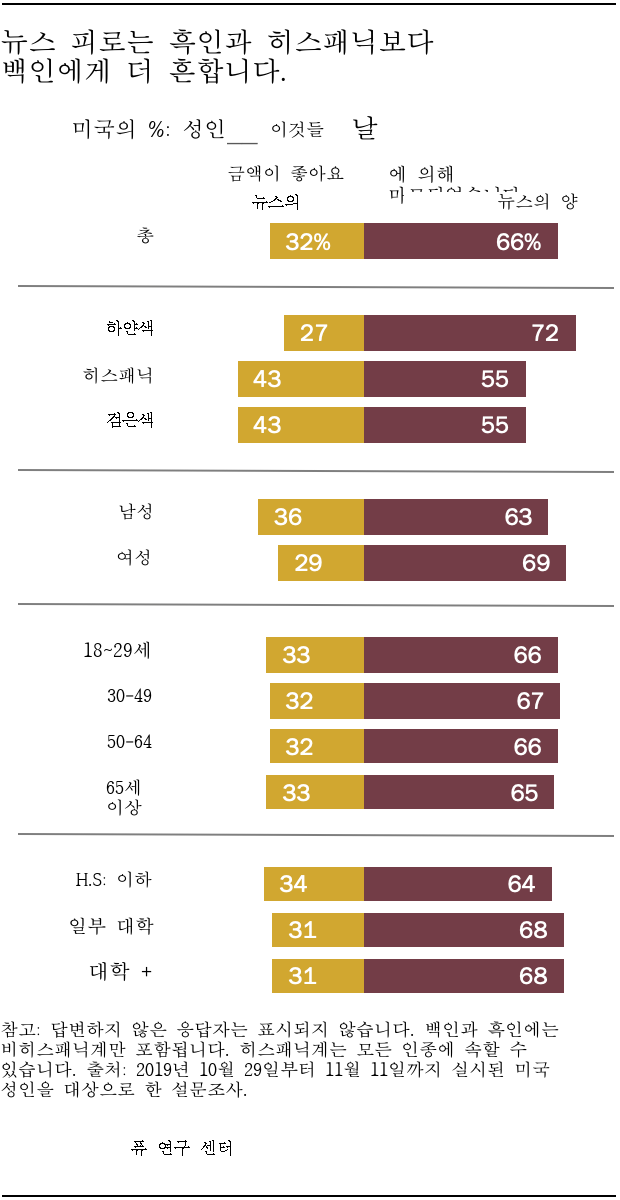 뉴스 피로는 흑인과 히스패닉보다
백인에게 더 흔합니다.
미국의 %: 성인__ 이것들 날
금액이 좋아요 에 의해
뉴스의 뉴스의 양
총 32% 66%
하얀색 27 72
히스패닉 43 55
검은색 43 55
남성 36 63
여성 29 69
18~29세 33 66
30-49 32 67
50-64 32 66
65세
이상 33 65
H.S: 이하 34 64
일부 대학 31 68
대학 + 31 68
참고: 답변하지 않은 응답자는 표시되지 않습니다. 백인과 흑인에는
비히스패닉계만 포함됩니다. 히스패닉계는 모든 인종에 속할 수
있습니다. 출처: 2019년 10월 29일부터 11월 11일까지 실시된 미국
성인을 대상으로 한 설문조사.
퓨 연구 센터